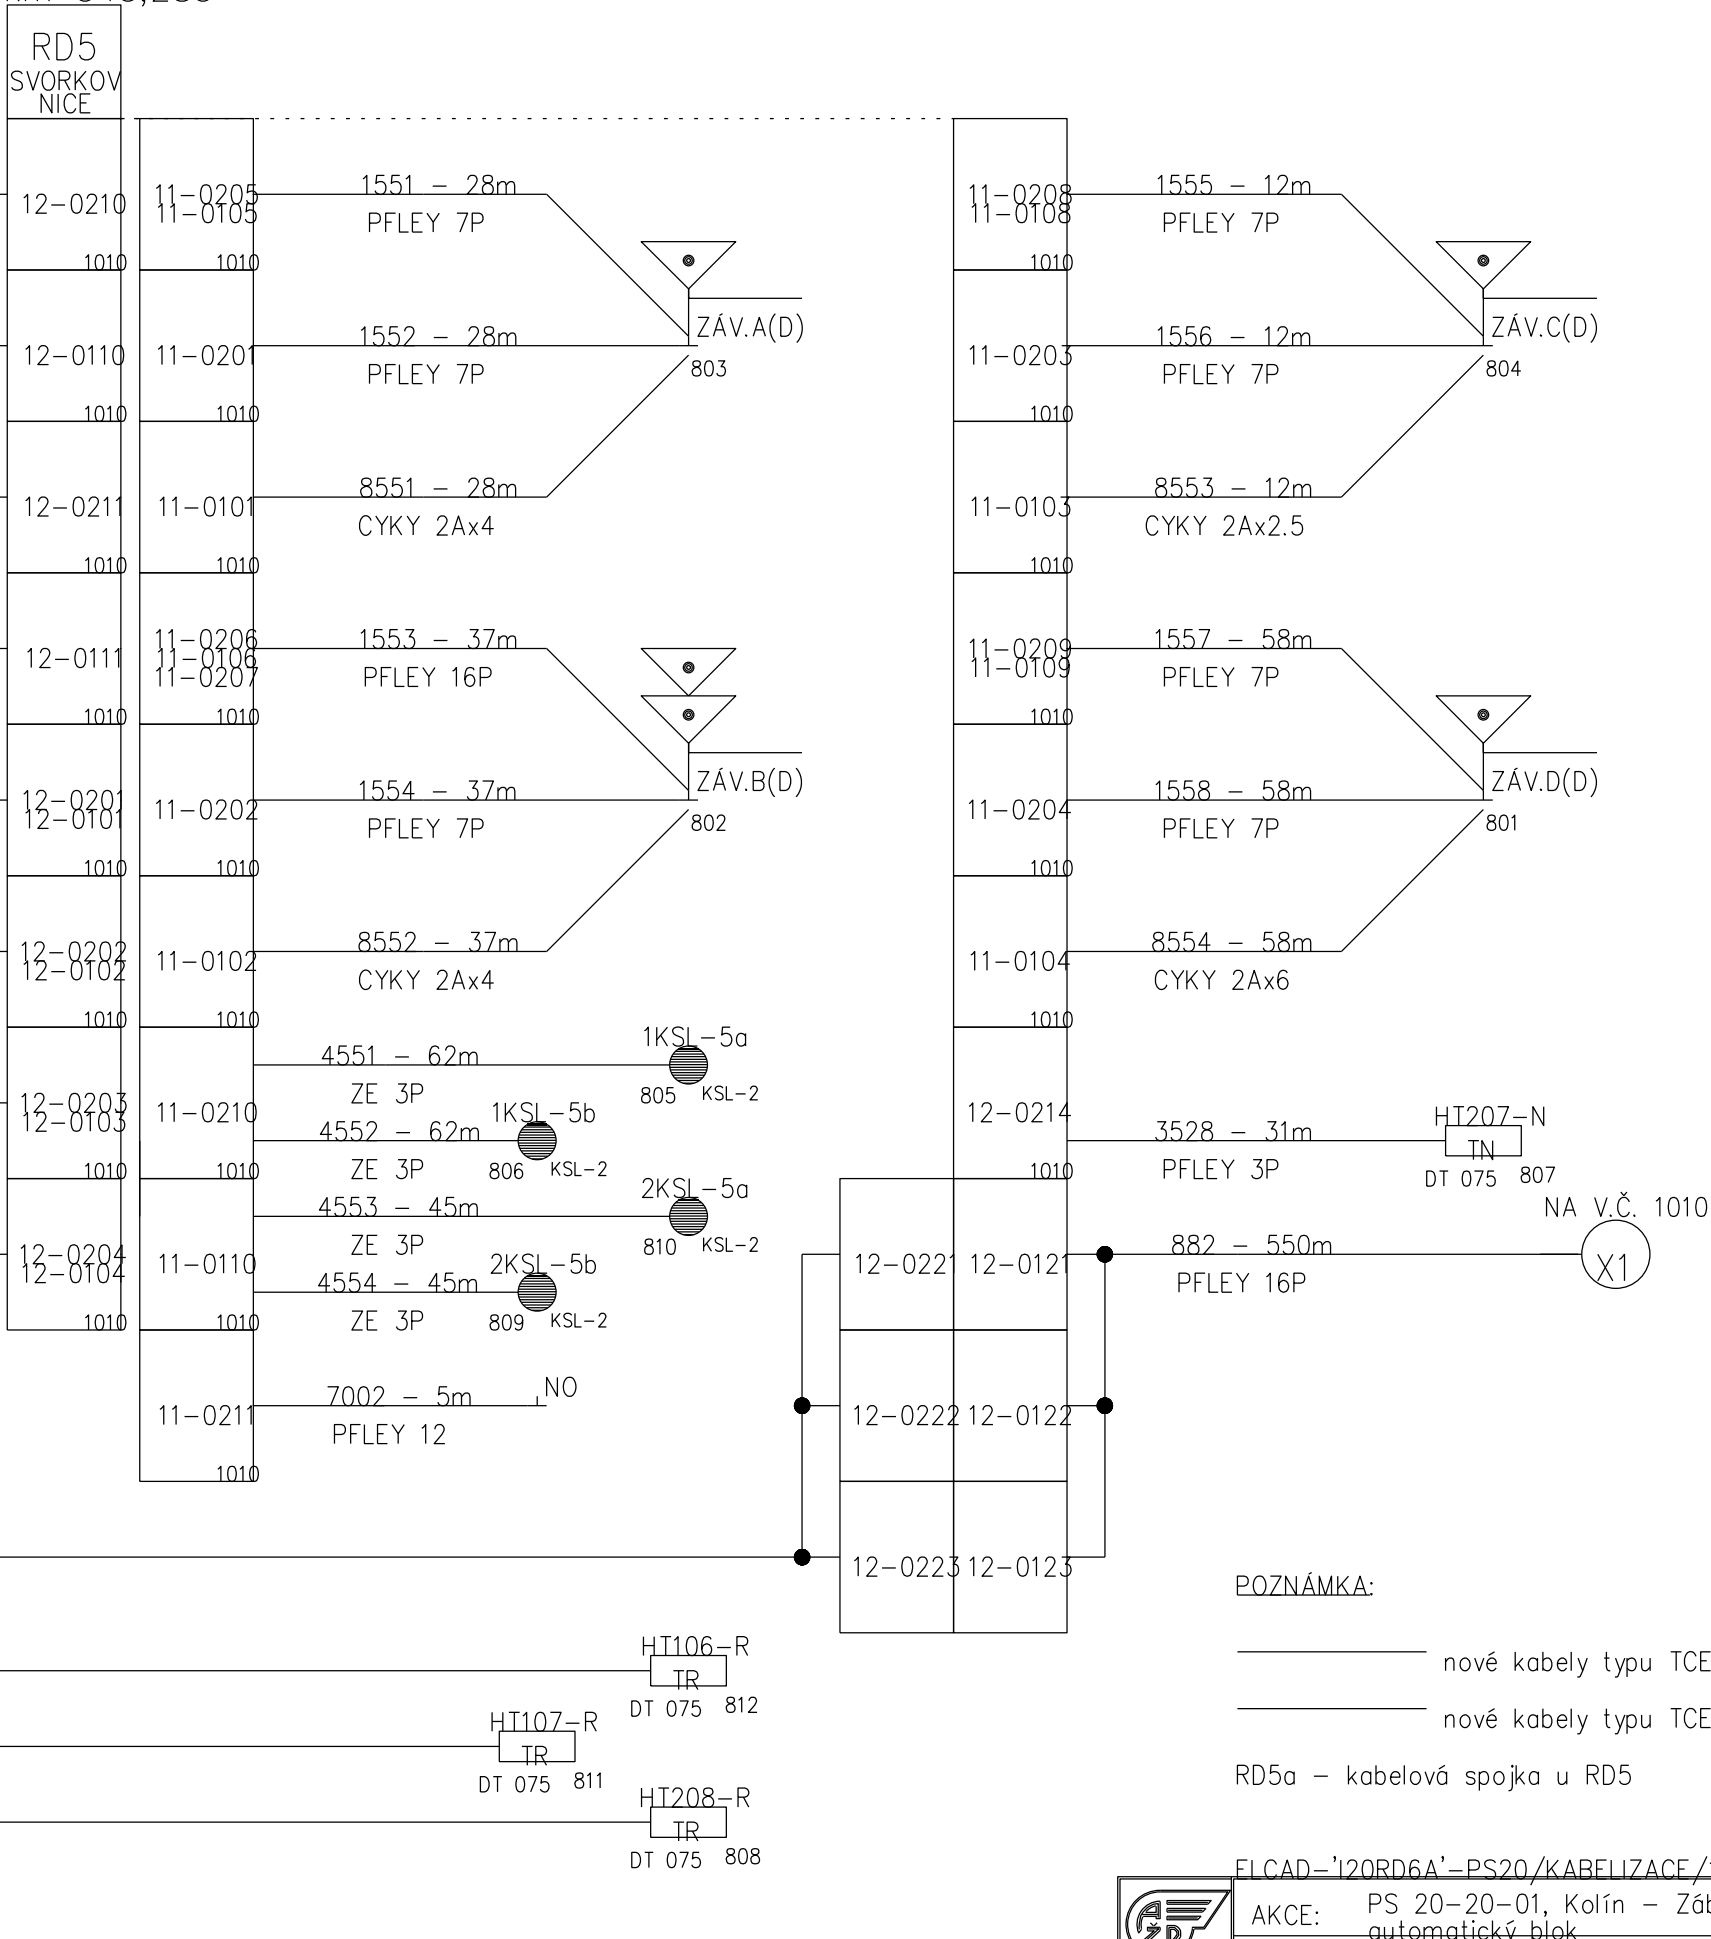 RD5
SVORKOV
NICE
12-0210
1010
12-0110
1010
12-0211
1010
12-0111
1010
12-0201
12-0101
1010
12-0202
12-0102
1010
12-0203
12-0103
1010
12-0204
12-0104
1010
11-0205
11-0105
1010
11-0201
1010
11-0101
1010
11-0206
11-0106
11-0207
1010
11-0202
1010
11-0102
1010
11-0210
1010
11-0110
1010
11-0211
1010
1551 - 28m
PFLEY 7P
1552 - 28m
PFLEY 7P
ZÁV.A(D)
803
8551 - 28m
CYKY 2Ax4
1553 - 37m
PFLEY 16P
1554 - 37m
PFLEY 7P
ZÁV.B(D)
802
8552 - 37m
CYKY 2Ax4
4551 - 62m
ZE 3P
1KSL-5a
805 KSL-2
4552 - 62m
ZE 3P
1KSL-5b
806 KSL-2
4553 - 45m
ZE 3P
2KSL-5a
810 KSL-2
4554 - 45m
ZE 3P
2KSL-5b
809 KSL-2
7002 - 5m
PFLEY 12
NO
11-0208
11-0108
1010
11-0203
1010
11-0103
1010
11-0209
11-0109
1010
11-0204
1010
11-0104
1010
12-0214
1010
12-0221 12-0121
12-0222 12-0122
12-0223 12-0123
1555 - 12m
PFLEY 7P
1556 - 12m
PFLEY 7P
ZÁV.C(D)
804
8553 - 12m
CYKY 2Ax2.5
1557 - 58m
PFLEY 7P
1558 - 58m
PFLEY 7P
ZÁV.D(D)
801
8554 - 58m
CYKY 2Ax6
3528 - 31m
PFLEY 3P
HT207-N
TN
DT 075 807
NA V.Č. 1010
882 - 550m
PFLEY 16P
X1
HT106-R
TR
DT 075 812
HT107-R
TR
DT 075 811
HT208-R
TR
DT 075 808
POZNÁMKA:
nové kabely typu TCE
nové kabely typu TCE
RD5a - kabelová spojka u RD5
ELCAD-'I20RD6A'-PS20/KABELIZACE/
AŽD
AKCE: PS 20-20-01, Kolín - Záb
automatický blok